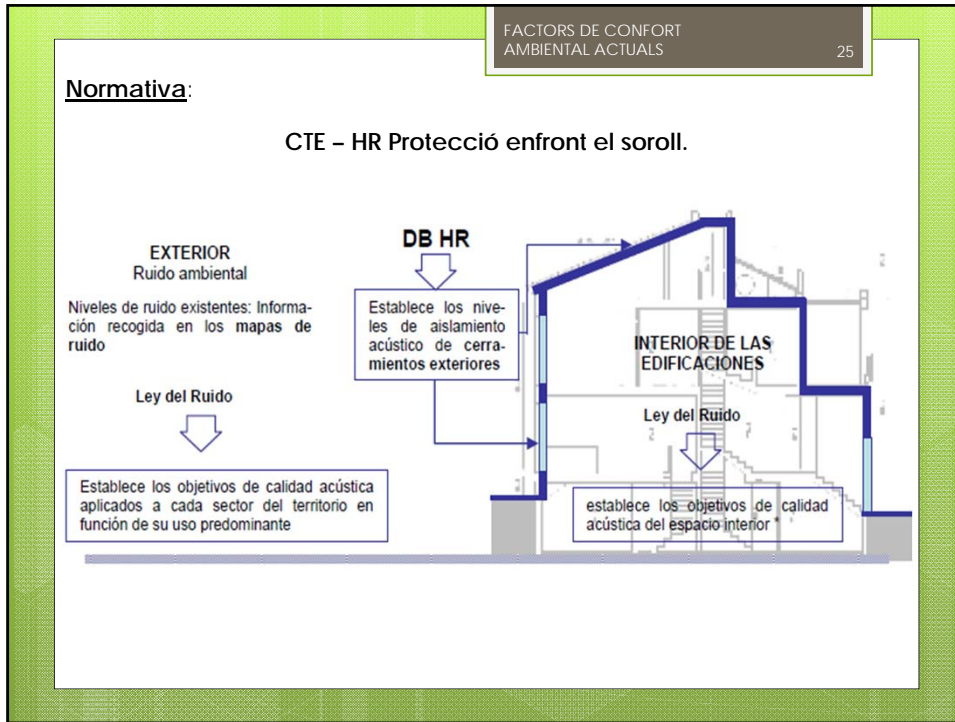 FACTORS DE CONFORT
AMBIENTAL ACTUALS
25
Normativa:
CTE – HR Protecció enfront el soroll.
EXTERIOR
Ruido ambiental
Niveles de ruido existentes: Informa-
ción recogida en los mapas de
ruido
Ley del Ruido
Establece los objetivos de calidad acústica
aplicados a cada sector del territorio en
función de su uso predominante
DB HR
Establece los nive-
les de aislamiento
acústico de cerra-
mientos exteriores
INTERIOR DE LAS
EDIFICACIONES
Ley del Ruido
establece los objetivos de calidad
acústica del espacio interior *